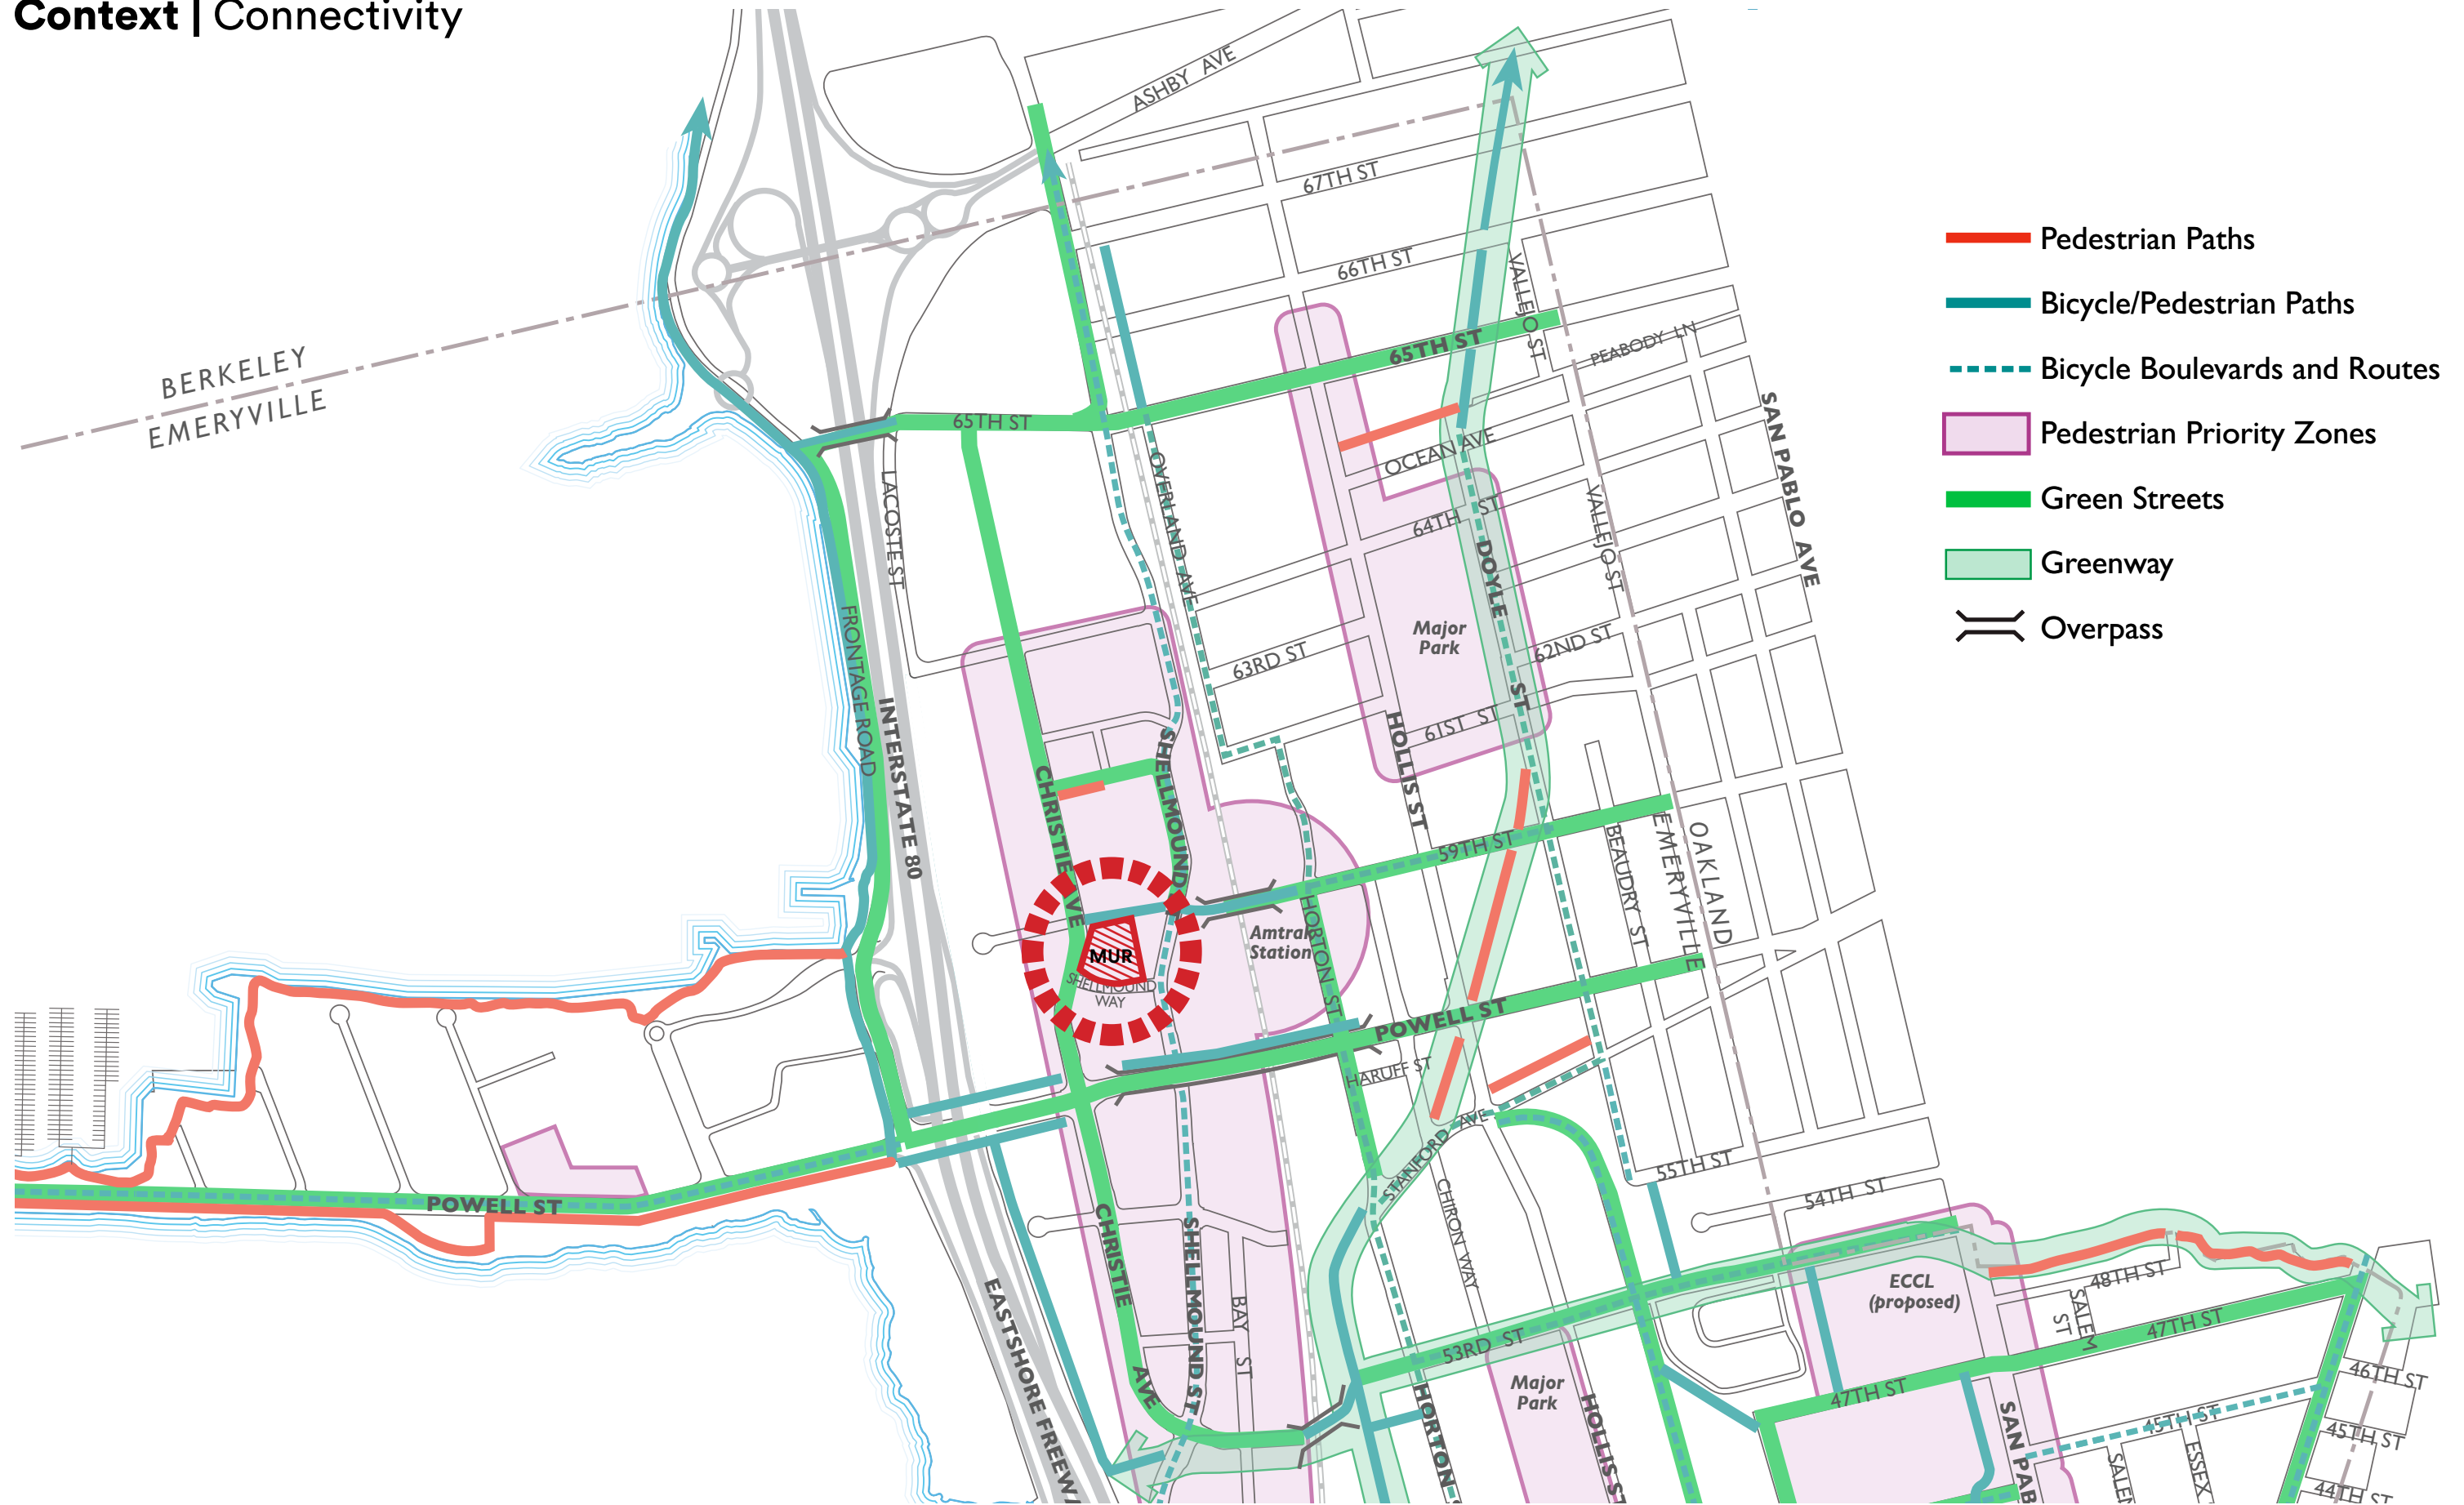 Context | Connectivity
ASHBY AVE
67TH ST
66TH ST
VALLEJO ST
65TH ST
PEABODY LN
BERKELEY
EMERYVILLE
65TH ST
OCEAN AVE
SAN PABLO AVE
LACOSTE ST
OVERLAND AVE
64TH ST
VALLEJO ST
DOYLE ST
FRONTAGE ROAD
Major
Park
62ND ST
63RD ST
INTERSTATE 80
HOLLIS ST
61ST ST
CHRISTIE AVE
SHELLMOUND
59TH ST
BEAUDRY ST
EMERYVILLE
OAKLAND
Amtrak
Station
HORTON ST
MUR
SHELLMOUND
WAY
POWELL ST
HARUFF ST
STANFORD AVE
55TH ST
54TH ST
POWELL ST
CHIRON WAY
CHRISTIE AVE
SHELLMOUND ST
BAY ST
EASTSHORE FREEWA
ECCL
(proposed)
48TH ST
SALEM
ST
47TH ST
53RD ST
Major
Park
47TH ST
46TH ST
45TH ST
45TH ST
44TH ST
HORTON S
HOLLIS ST
SAN PAB
SALEM
ESSEX
Pedestrian Paths
Bicycle/Pedestrian Paths
Bicycle Boulevards and Routes
Pedestrian Priority Zones
Green Streets
Greenway
Overpass